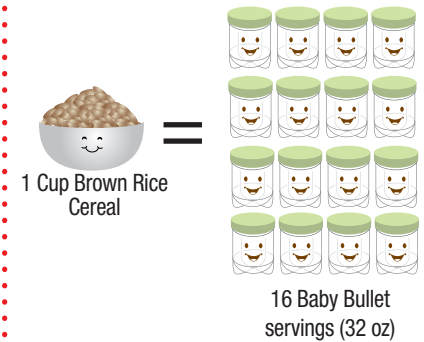 1 Cup Brown Rice
Cereal
16 Baby Bullet
servings (32 oz)